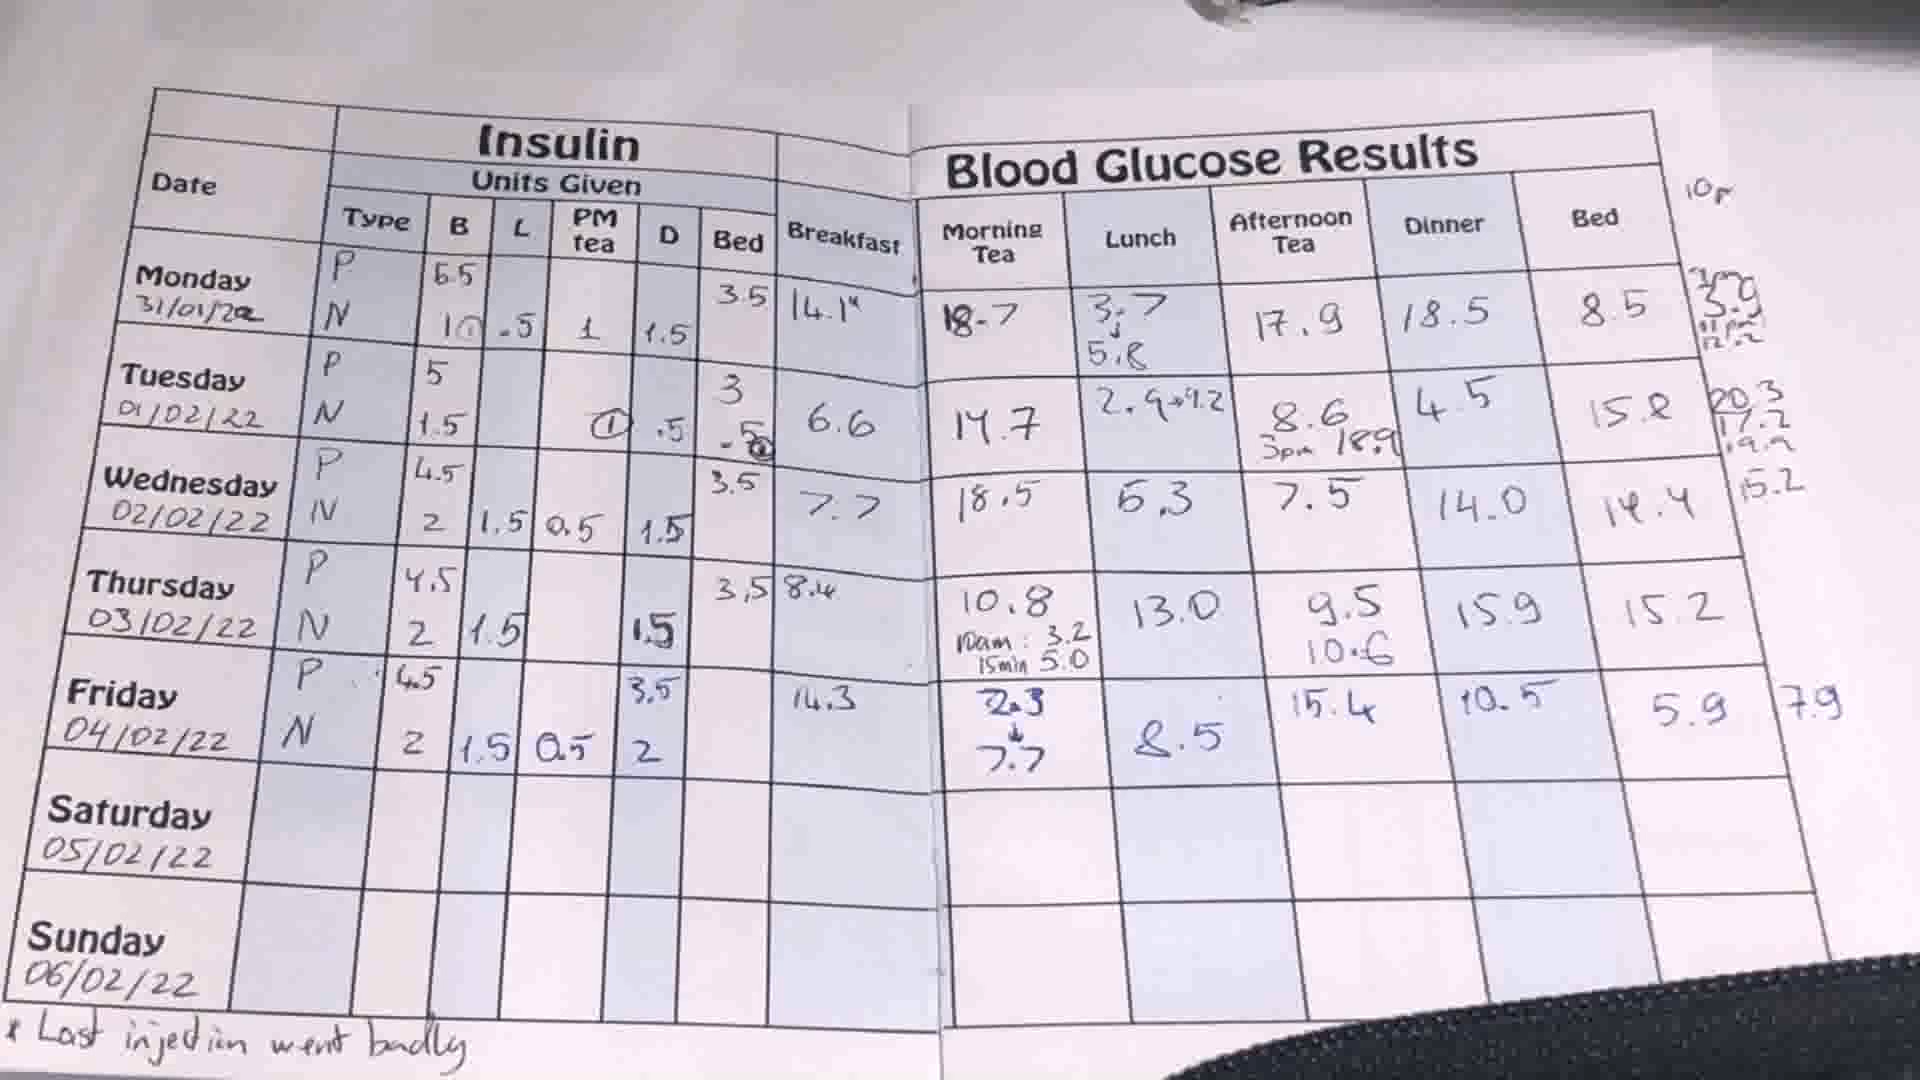 Insulin
Blood Glucose Results
Date
Units Given
Type B L PM tea D Bed Breakfast Morning Tea Lunch Afternoon Tea Dinner Bed
Monday P 3.5 14.1* 18.7 3.7 17.9 18.5 8.5
31/01/22 N .5 1 1.5 5.8
Tuesday P 5 3 6.6 14.7 2.9 → 9.2 8.6 4.5 15.8 20.3
01/02/22 N 1.5 1 .5 3pm 18.9 17.2
Wednesday P 4.5 3.5 7.7 18.5 6.3 7.5 14.0 14.4 15.2
02/02/22 N 2 1.5 0.5 1.5
Thursday P 4.5 3.5 8.4 10.8 13.0 9.5 15.9 15.2
03/02/22 N 2 1.5 1.5 10am: 3.2 10.6
15min 5.0
Friday P 4.5 3.5 14.3 2.3 8.5 15.4 10.5 5.9 7.9
04/02/22 N 2 1.5 0.5 2 7.7
Saturday
05/02/22
Sunday
06/02/22
* Last injection went badly